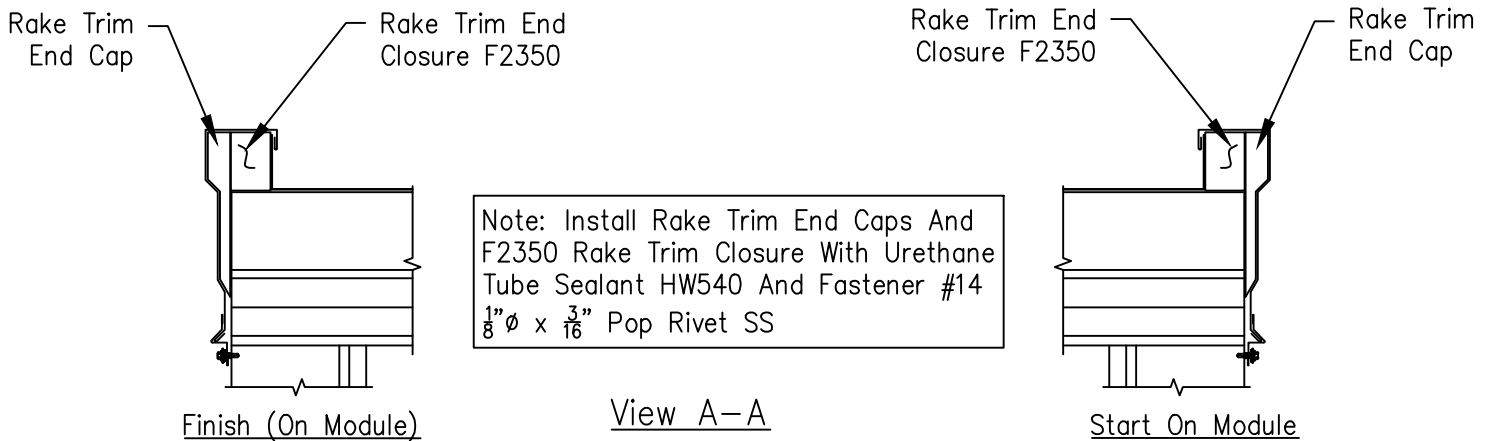 Rake Trim
End Cap
Rake Trim End
Closure F2350
Rake Trim End
Closure F2350
Rake Trim
End Cap
Note: Install Rake Trim End Caps And
F2350 Rake Trim Closure With Urethane
Tube Sealant HW540 And Fastener #14
1/8"ø x 3/16" Pop Rivet SS
Finish (On Module)
View A-A
Start On Module